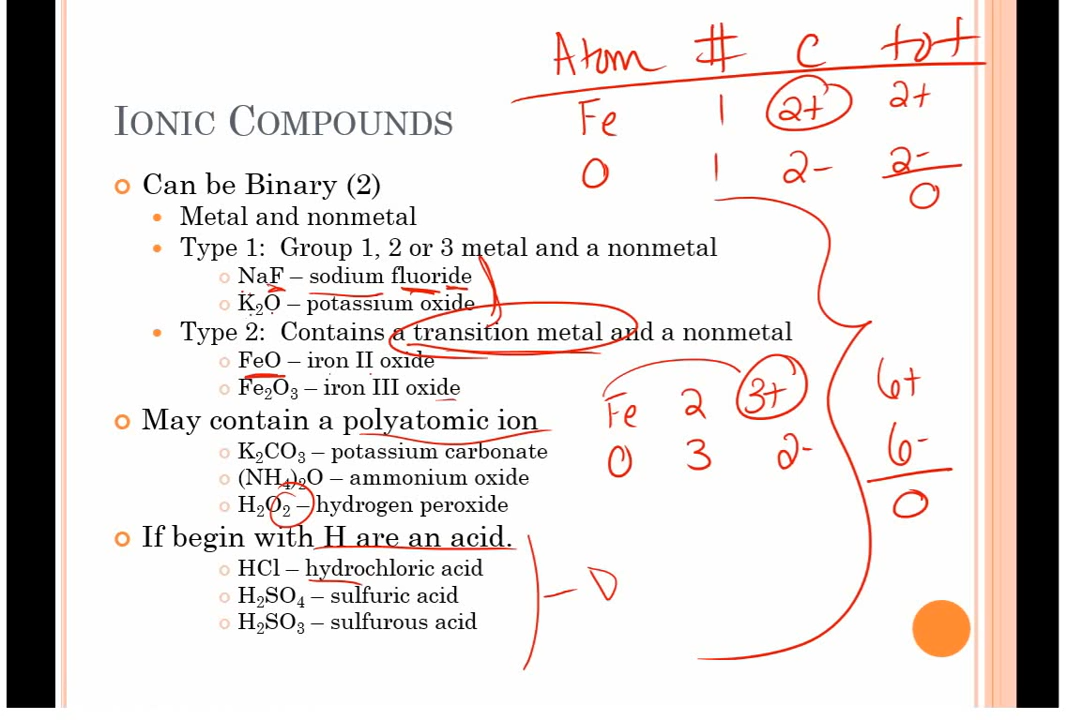 Atom # C tot
Fe 1 2+ 2+
O 1 2- 2-
0
IONIC COMPOUNDS
Can be Binary (2)
Metal and nonmetal
Type 1: Group 1, 2 or 3 metal and a nonmetal
NaF – sodium fluoride
K₂O – potassium oxide
Type 2: Contains a transition metal and a nonmetal
FeO – iron II oxide
Fe₂O₃ – iron III oxide
Fe 2 3+ 6+
O 3 2- 6-
0
May contain a polyatomic ion
K₂CO₃ – potassium carbonate
(NH₄)₂O – ammonium oxide
H₂O₂ – hydrogen peroxide
If begin with H are an acid.
HCl – hydrochloric acid
H₂SO₄ – sulfuric acid
H₂SO₃ – sulfurous acid
- D